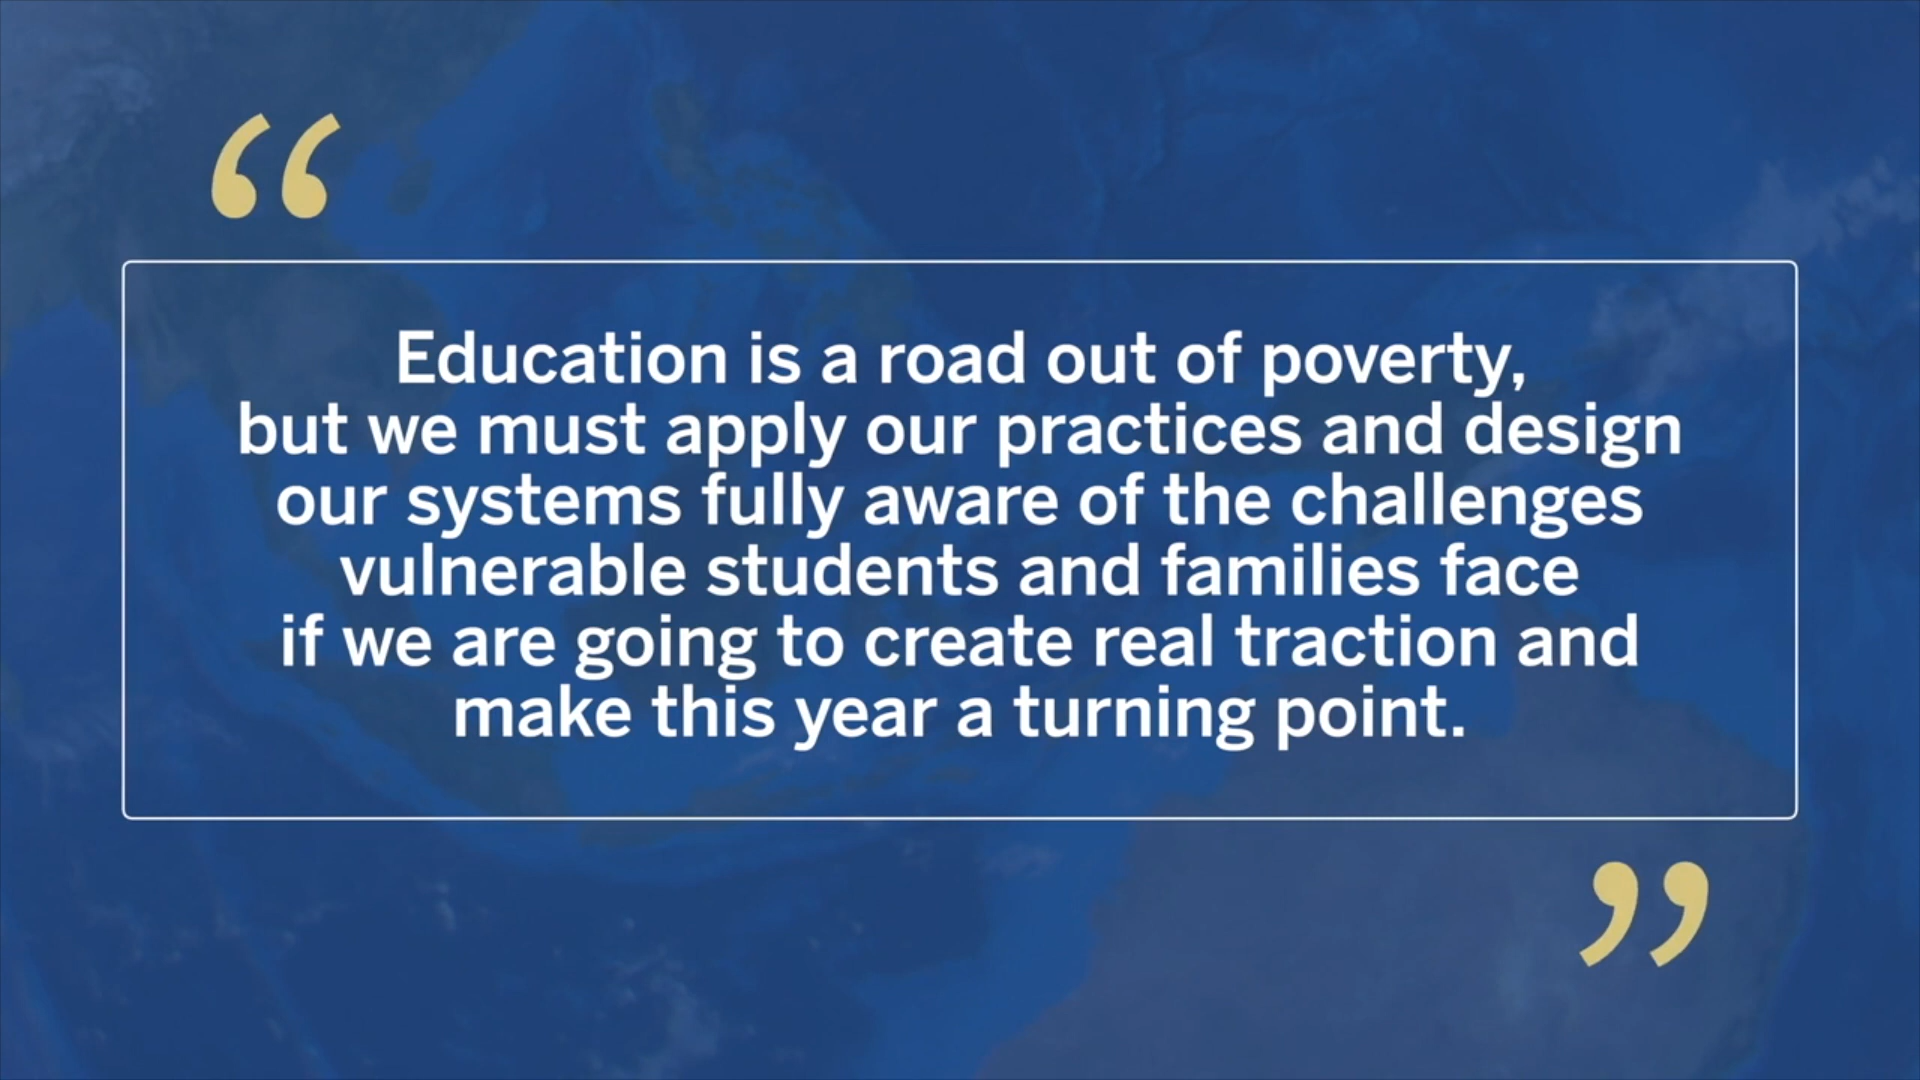 “
Education is a road out of poverty,
but we must apply our practices and design
our systems fully aware of the challenges
vulnerable students and families face
if we are going to create real traction and
make this year a turning point.
”